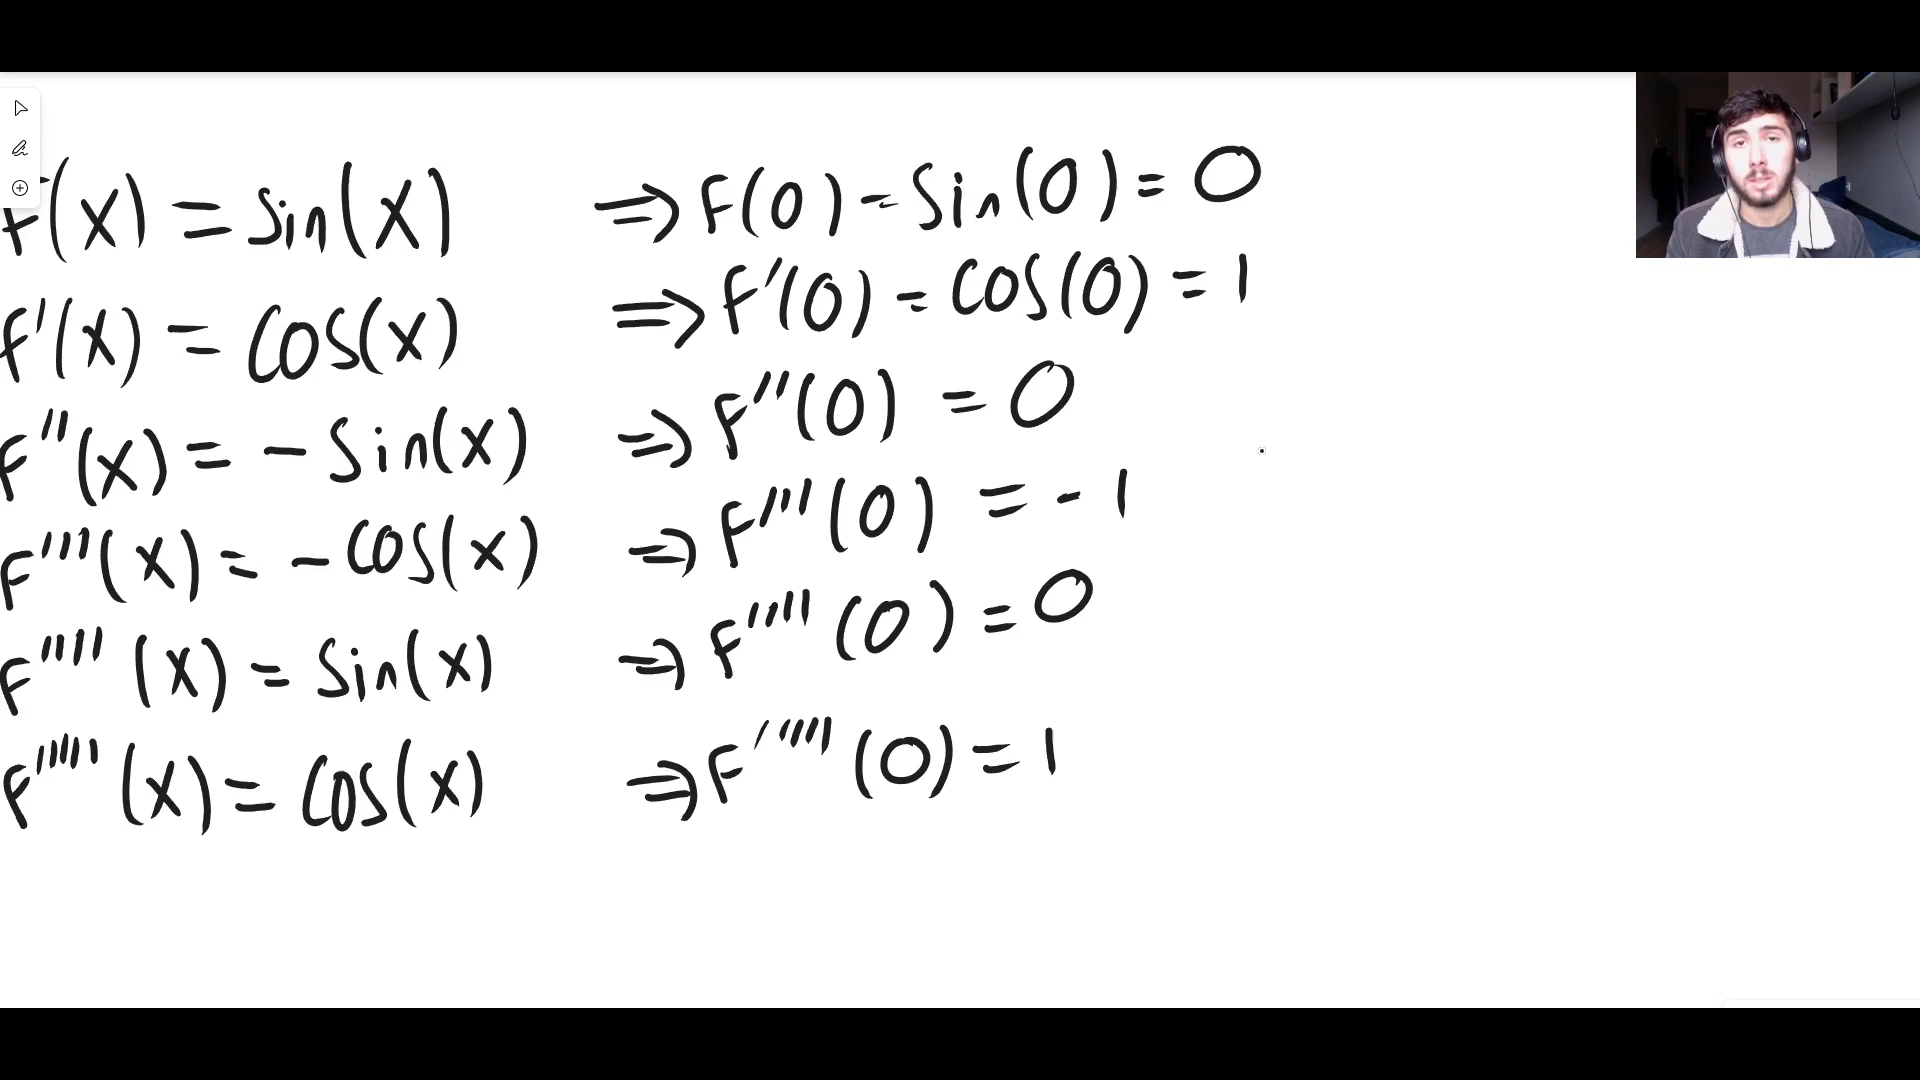 F(x) = Sin(x) ⇒ F(0) = Sin(0) = 0
F'(x) = Cos(x) ⇒ F'(0) = Cos(0) = 1
F''(x) = - Sin(x) ⇒ F''(0) = 0
F'''(x) = - Cos(x) ⇒ F'''(0) = - 1
F''''(x) = Sin(x) ⇒ F''''(0) = 0
F'''''(x) = Cos(x) ⇒ F'''''(0) = 1